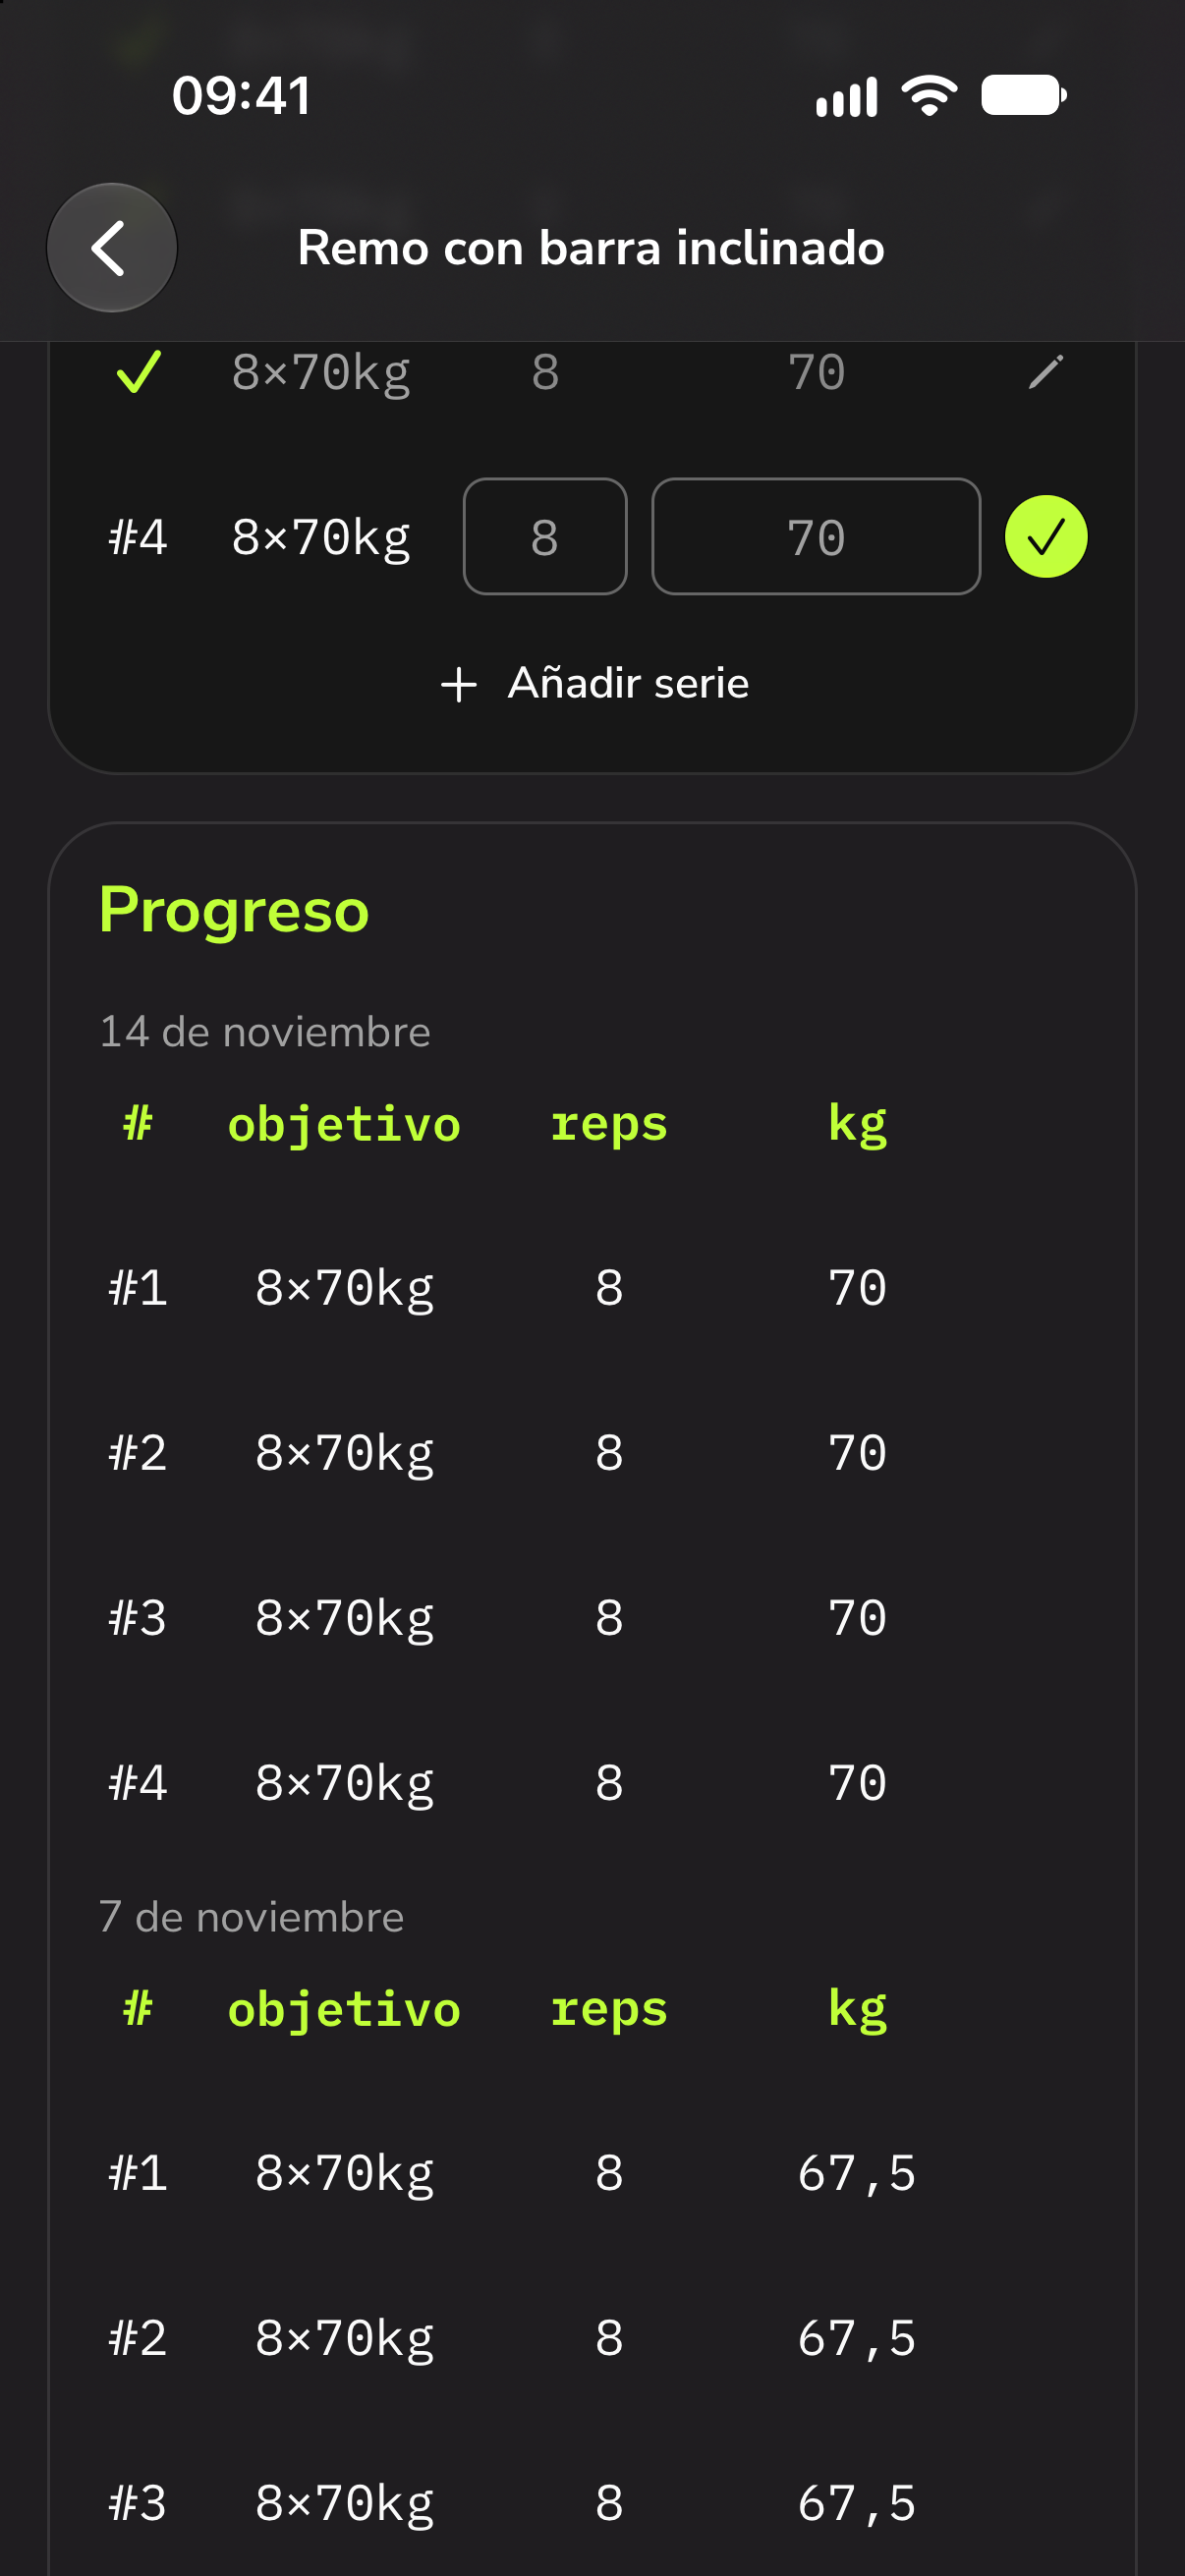 09:41
Remo con barra inclinado
8×70kg 8 70
#4 8×70kg 8 70
+ Añadir serie
Progreso
14 de noviembre
# objetivo reps kg
#1 8×70kg 8 70
#2 8×70kg 8 70
#3 8×70kg 8 70
#4 8×70kg 8 70
7 de noviembre
# objetivo reps kg
#1 8×70kg 8 67,5
#2 8×70kg 8 67,5
#3 8×70kg 8 67,5